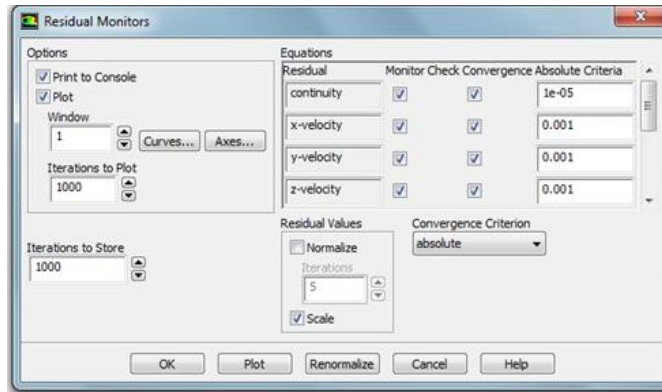 Residual Monitors
Options
Print to Console
Plot
Window
1
Curves... Axes...
Iterations to Plot
1000
Iterations to Store
1000
Equations
Residual Monitor Check Convergence Absolute Criteria
continuity 1e-05
x-velocity 0.001
y-velocity 0.001
z-velocity 0.001
Residual Values
Normalize
Iterations
5
Scale
Convergence Criterion
absolute
OK Plot Renormalize Cancel Help